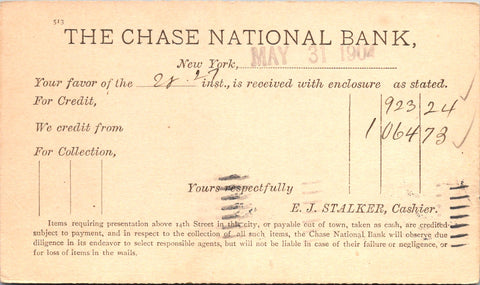 513
THE CHASE NATIONAL BANK,
New York, MAY 31 1904
Your favor of the 28.27 inst., is received with enclosure as stated.
For Credit, 923 24
We credit from 1 064 73
For Collection,
Yours respectfully
E. J. STALKER, Cashier.
Items requiring presentation above 14th Street in this city, or payable out of town, taken as cash, are credited
subject to payment, and in respect to the collection of all such items, the Chase National Bank will observe due
diligence in its endeavor to select responsible agents, but will not be liable in case of their failure or negligence, or
for loss of items in the mails.